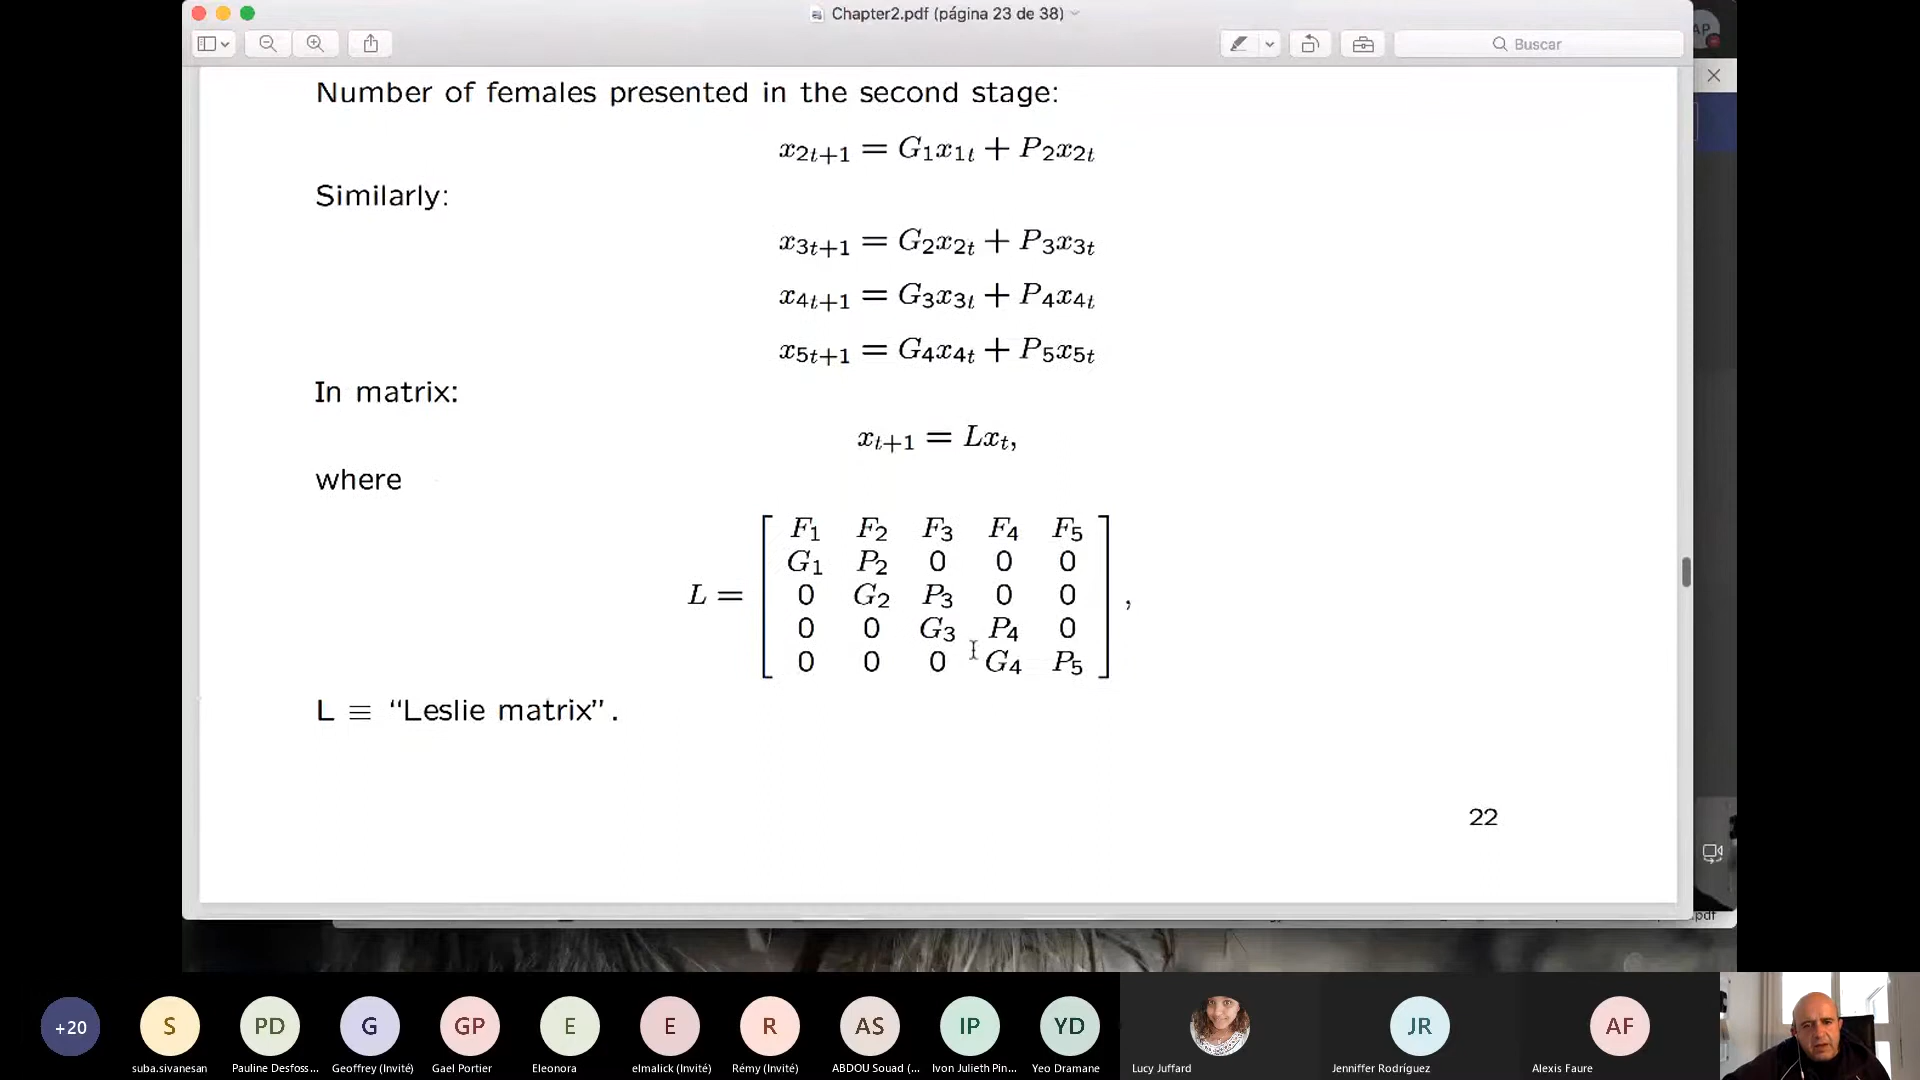 Chapter2.pdf (página 23 de 38)
Buscar
AP
Number of females presented in the second stage:
x2t+1 = G1x1t + P2x2t
Similarly:
x3t+1 = G2x2t + P3x3t
x4t+1 = G3x3t + P4x4t
x5t+1 = G4x4t + P5x5t
In matrix:
xt+1 = Lxt,
where
F1 F2 F3 F4 F5
G1 P2 0 0 0
L = 0 G2 P3 0 0 ,
0 0 G3 P4 0
0 0 0 G4 P5
L ≡ “Leslie matrix”.
22
.pdf
+20 S PD G GP E E R AS IP YD JR AF
suba.sivanesan Pauline Desfoss... Geoffrey (Invité) Gael Portier Eleonora elmalick (Invité) Rémy (Invité) ABDOU Souad (... Ivon Julieth Pin... Yeo Dramane Lucy Juffard Jenniffer Rodríguez Alexis Faure